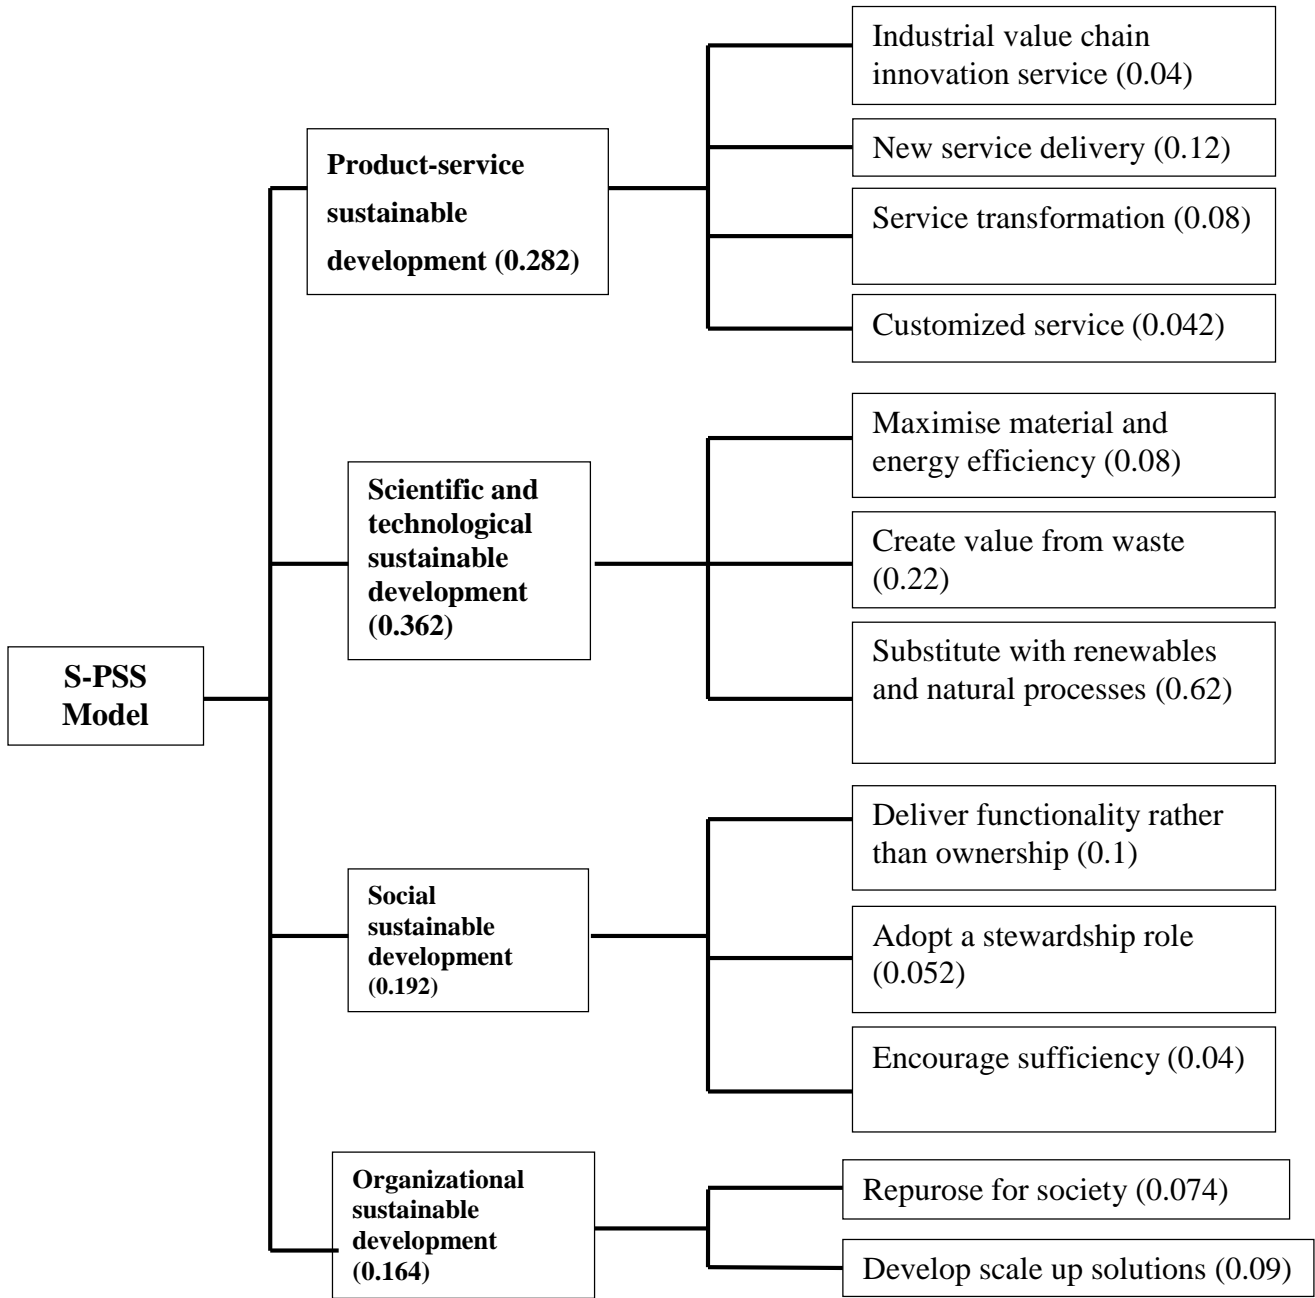 S-PSS
Model
Product-service
sustainable
development (0.282)
Industrial value chain
innovation service (0.04)
New service delivery (0.12)
Service transformation (0.08)
Customized service (0.042)
Scientific and
technological
sustainable
development
(0.362)
Maximise material and
energy efficiency (0.08)
Create value from waste
(0.22)
Substitute with renewables
and natural processes (0.62)
Social
sustainable
development
(0.192)
Deliver functionality rather
than ownership (0.1)
Adopt a stewardship role
(0.052)
Encourage sufficiency (0.04)
Organizational
sustainable
development
(0.164)
Repurose for society (0.074)
Develop scale up solutions (0.09)